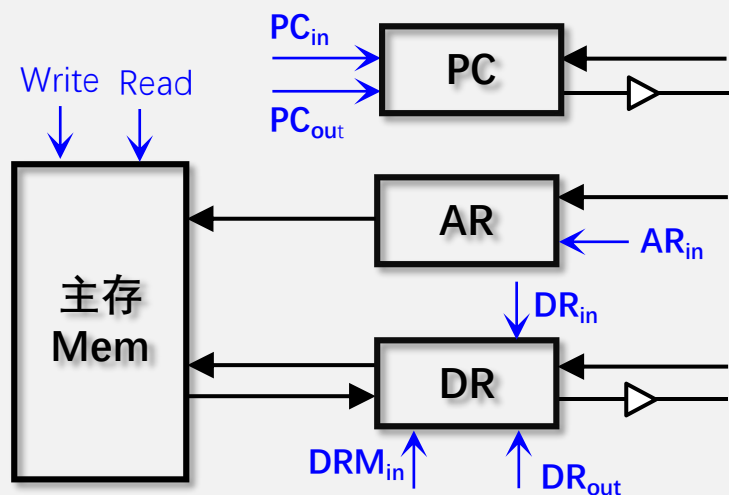 PCin
PC
Write
Read
PCout
AR
ARin
主存
Mem
DRin
DR
DRMin
DRout